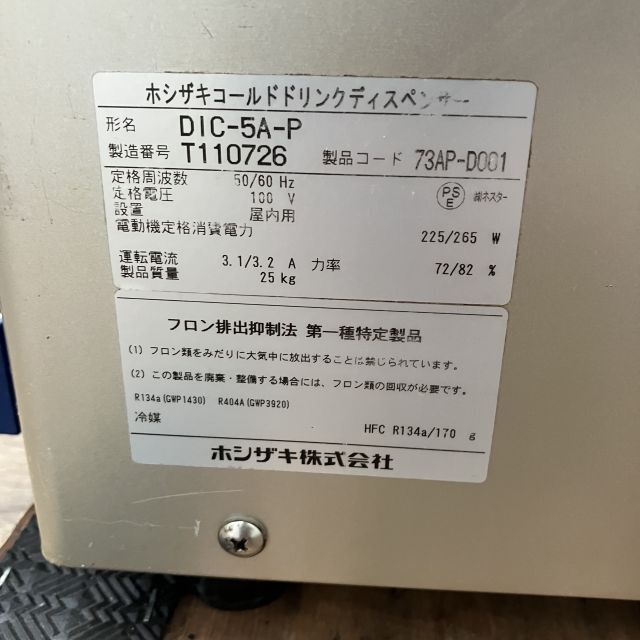 ホシザキコールドドリンクディスペンサー
形名 DIC-5A-P
製造番号 T110726 製品コード 73AP-D001
定格周波数 50/60 Hz
定格電圧 100 V
設置 屋内用
電動機定格消費電力 225/265 W
PSE ㈱ネスター
運転電流 3.1/3.2 A 力率 72/82 %
製品質量 25 kg
フロン排出抑制法 第一種特定製品
(1) フロン類をみだりに大気中に放出することは禁じられています。
(2) この製品を廃棄・整備する場合には、フロン類の回収が必要です。
R134a(GWP1430) R404A(GWP3920)
冷媒 HFC R134a/170 g
ホシザキ株式会社